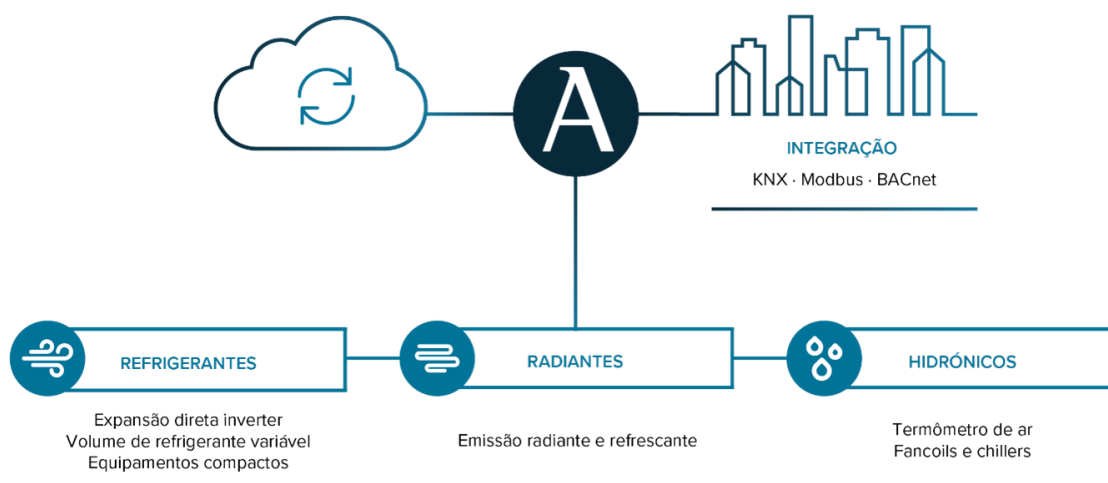 A
INTEGRAÇÃO
KNX · Modbus · BACnet
REFRIGERANTES
RADIANTES
HIDRÓNICOS
Expansão direta inverter
Volume de refrigerante variável
Equipamentos compactos
Emissão radiante e refrescante
Termômetro de ar
Fancoils e chillers